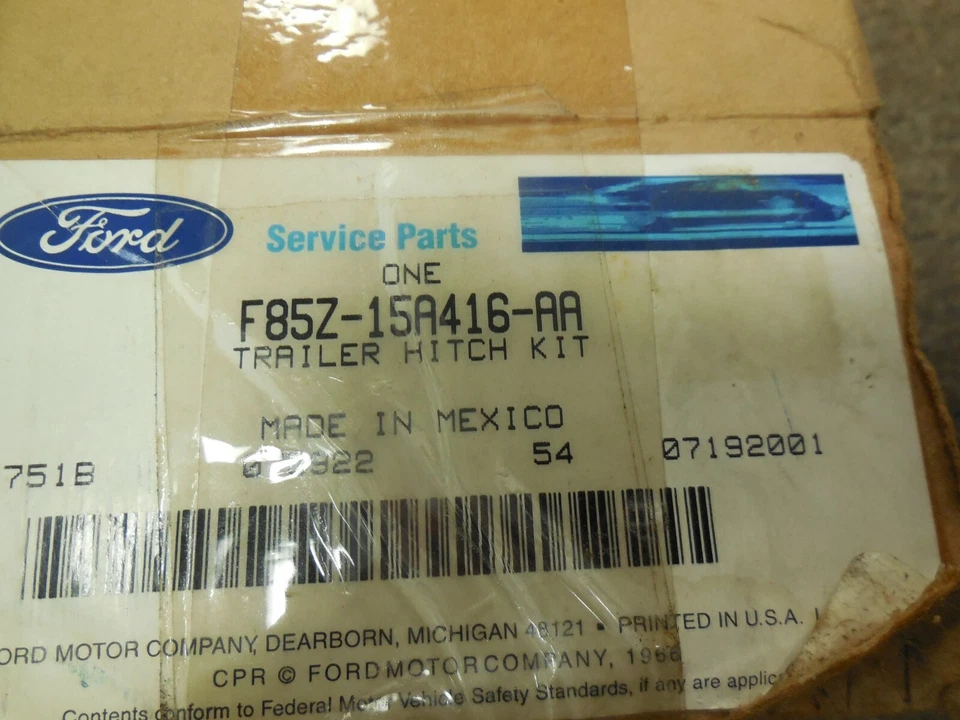 Ford
Service Parts
ONE
F85Z-15A416-AA
TRAILER HITCH KIT
MADE IN MEXICO
751B 54 07192001
ORD MOTOR COMPANY, DEARBORN, MICHIGAN 48121 • PRINTED IN U.S.A.
CPR © FORD MOTOR COMPANY,
Contents conform to Federal Motor Vehicle Safety Standards, if any are applic